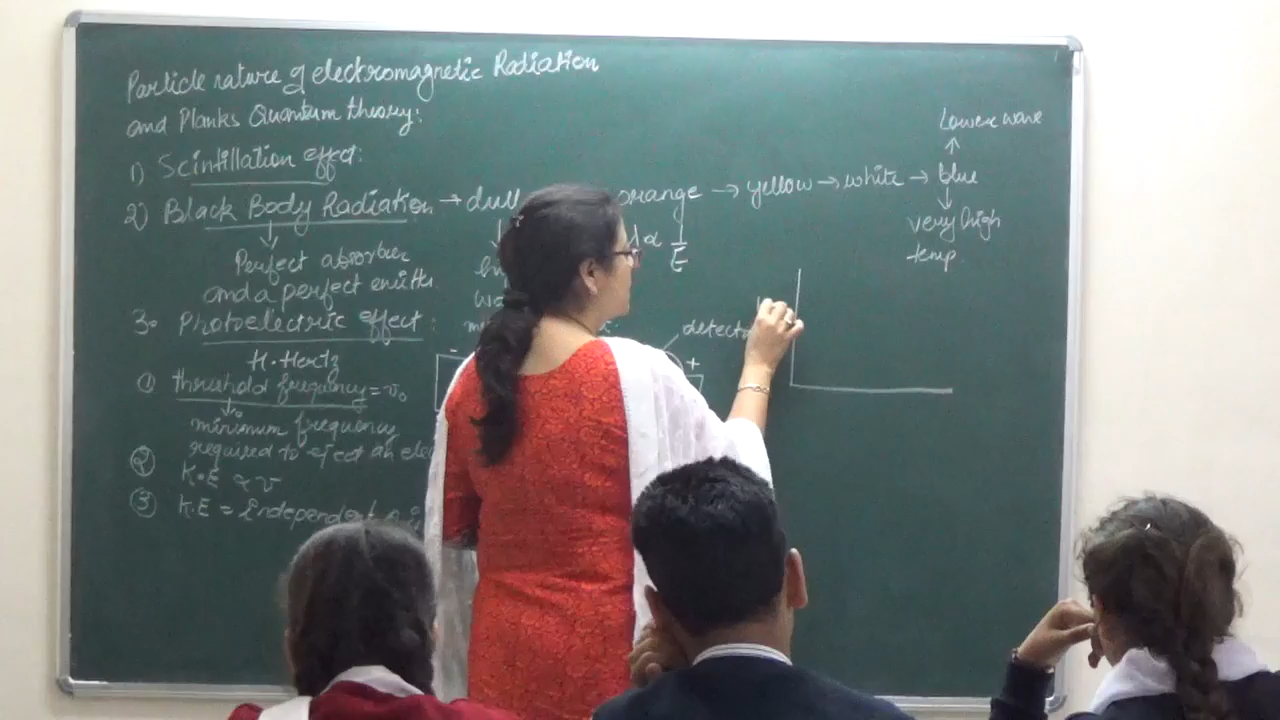 Particle nature of electromagnetic Radiation
and Planks Quantum theory:
1) Scintillation effect:
2) Black Body Radiation → dull orange → yellow → white → blue
Lower wave
very high
temp
λ ∝ 1/E
Perfect absorber
and a perfect emitter.
3. Photoelectric effect:
detector
H. Hertz
- +
① threshold frequency = ν₀
minimum frequency
required to eject an
② K.E ∝ ν
③ K.E = Independent